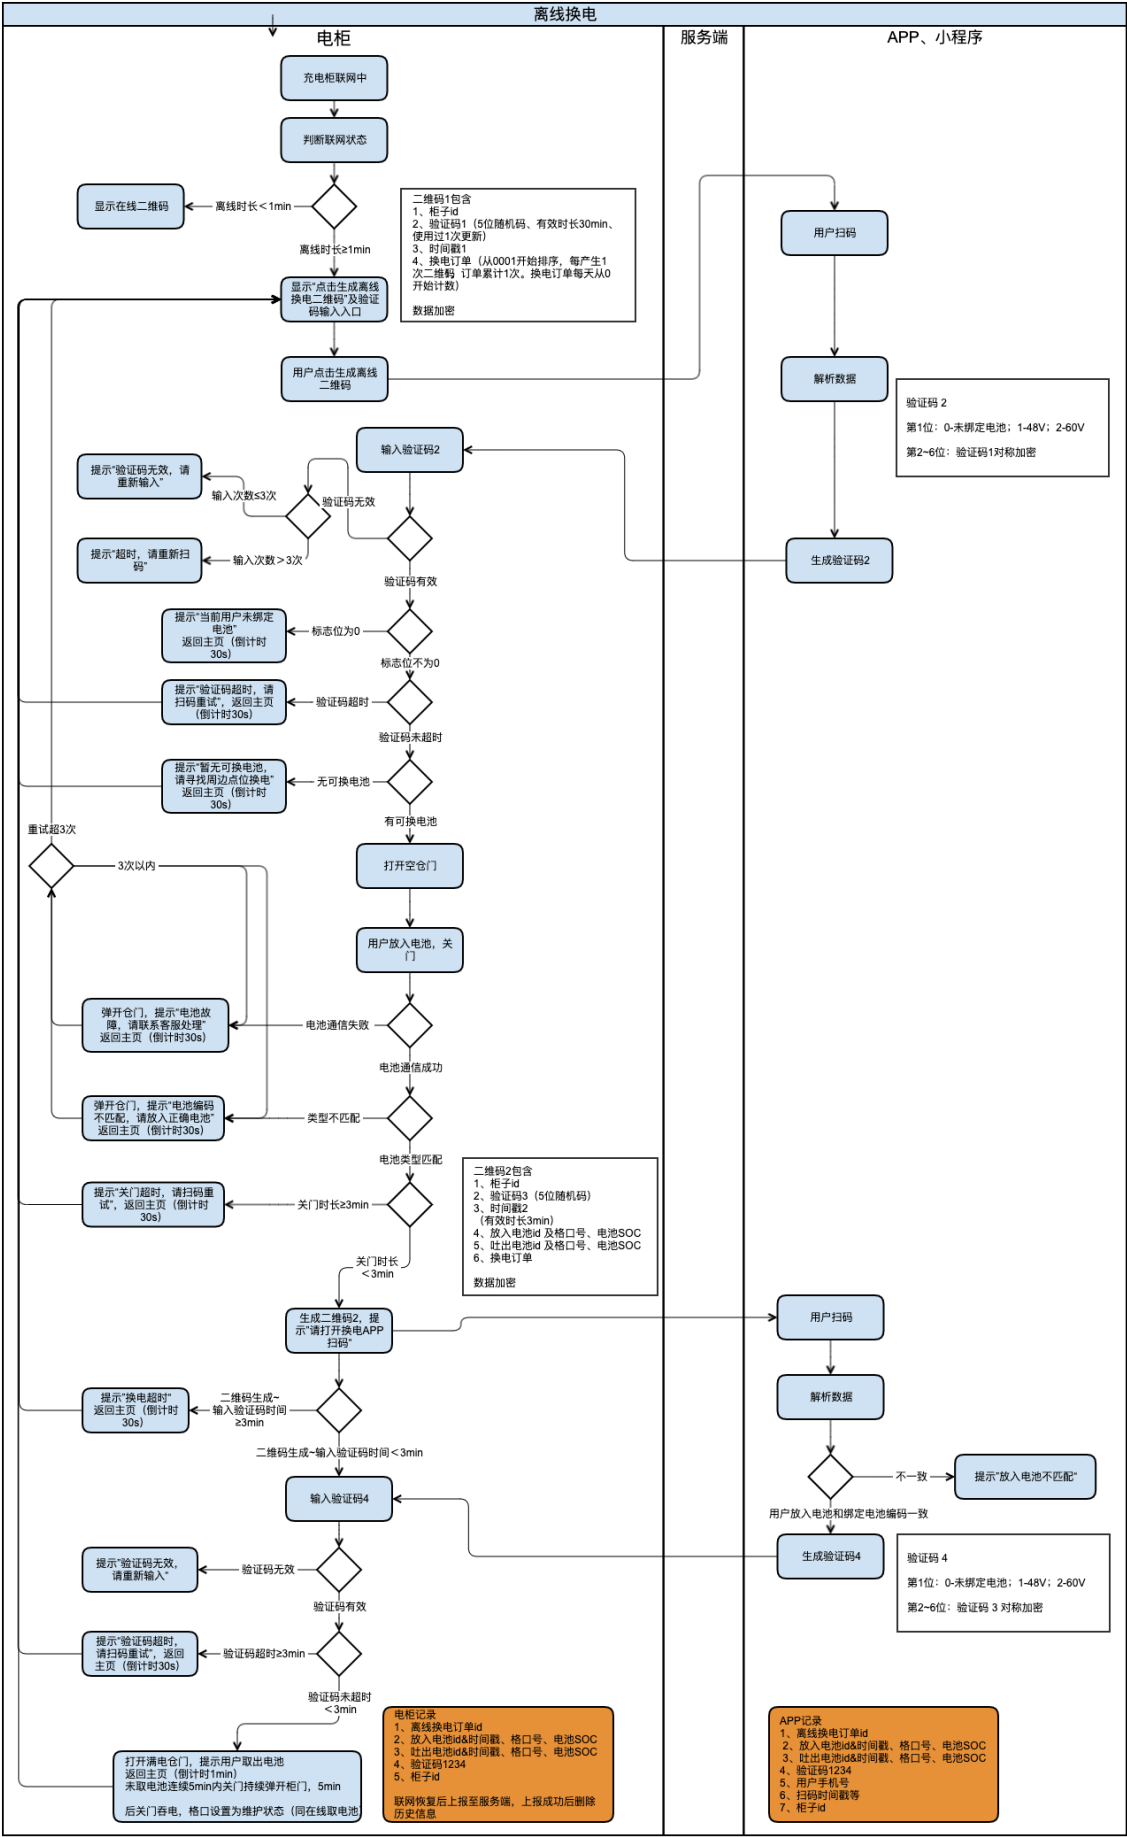 离线换电
电柜
服务端
APP、小程序
充电柜联网中
判断联网状态
显示在线二维码
离线时长＜1min
离线时长≥1min
二维码1包含
1、柜子id
2、验证码1（5位随机码、有效时长30min、
使用过1次更新）
3、时间戳1
4、换电订单（从0001开始排序，每产生1
次二维码 订单累计1次。换电订单每天从0
开始计数）
数据加密
显示"点击生成离线
换电二维码"及验证
码输入入口
用户点击生成离线
二维码
用户扫码
解析数据
验证码 2
第1位：0-未绑定电池；1-48V；2-60V
第2~6位：验证码1对称加密
生成验证码2
输入验证码2
提示"验证码无效，请
重新输入"
输入次数≤3次
验证码无效
提示"超时，请重新扫
码"
输入次数＞3次
验证码有效
提示"当前用户未绑定
电池"
返回主页（倒计时
30s）
标志位为0
标志位不为0
提示"验证码超时，请
扫码重试"，返回主页
（倒计时30s）
验证码超时
验证码未超时
提示"暂无可换电池，
请寻找周边点位换电"
返回主页（倒计时
30s）
无可换电池
有可换电池
重试超3次
3次以内
打开空仓门
用户放入电池，关
门
弹开仓门，提示"电池故
障，请联系客服处理"
返回主页（倒计时30s）
电池通信失败
电池通信成功
弹开仓门，提示"电池编码
不匹配，请放入正确电池"
返回主页（倒计时30s）
类型不匹配
电池类型匹配
提示"关门超时，请扫码重
试"，返回主页（倒计时
30s）
关门时长≥3min
关门时长
＜3min
二维码2包含
1、柜子id
2、验证码3（5位随机码）
3、时间戳2
（有效时长3min）
4、放入电池id 及格口号、电池SOC
5、吐出电池id 及格口号、电池SOC
6、换电订单
数据加密
生成二维码2，提
示"请打开换电APP
扫码"
用户扫码
解析数据
提示"换电超时"
返回主页（倒计时
30s）
二维码生成~
输入验证码时间
≥3min
二维码生成~输入验证码时间＜3min
不一致
提示"放入电池不匹配"
用户放入电池和绑定电池编码一致
输入验证码4
生成验证码4
验证码 4
第1位：0-未绑定电池；1-48V；2-60V
第2~6位：验证码 3 对称加密
提示"验证码无效，
请重新输入"
验证码无效
验证码有效
提示"验证码超时，
请扫码重试"，返回
主页（倒计时30s）
验证码超时≥3min
验证码未超时
＜3min
打开满电仓门，提示用户取出电池
返回主页（倒计时1min）
未取电池连续5min内关门持续弹开柜门，5min
后关门吞电，格口设置为维护状态（同在线取电池）
电柜记录
1、离线换电订单id
2、放入电池id&时间戳、格口号、电池SOC
3、吐出电池id&时间戳、格口号、电池SOC
4、验证码1234
5、柜子id
联网恢复后上报至服务端，上报成功后删除
历史信息
APP记录
1、离线换电订单id
2、放入电池id&时间戳、格口号、电池SOC
3、吐出电池id&时间戳、格口号、电池SOC
4、验证码1234
5、用户手机号
6、扫码时间戳等
7、柜子id